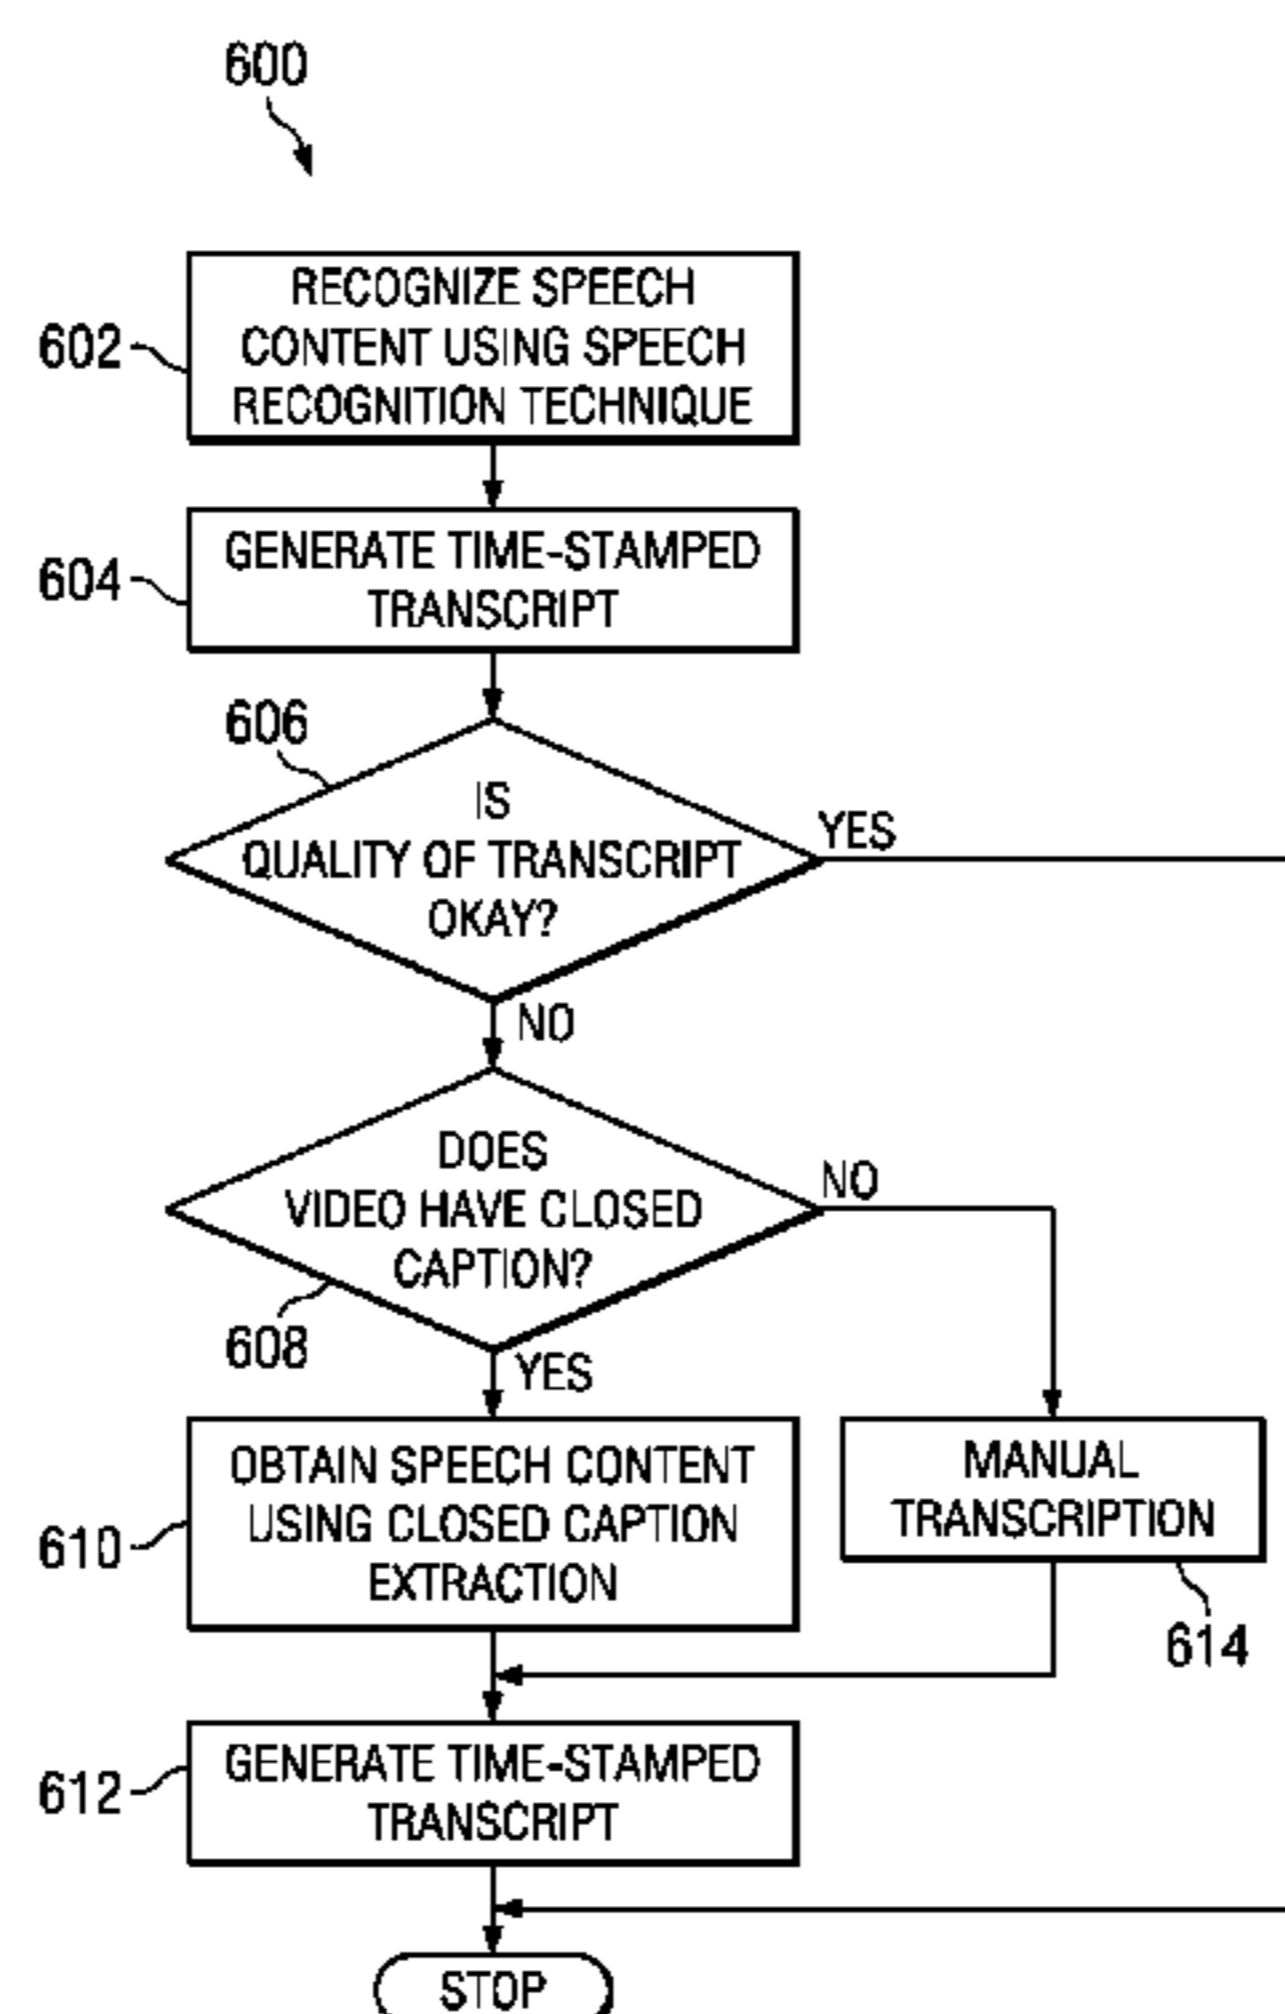 600
602
RECOGNIZE SPEECH
CONTENT USING SPEECH
RECOGNITION TECHNIQUE
604
GENERATE TIME-STAMPED
TRANSCRIPT
606
IS
QUALITY OF TRANSCRIPT
OKAY?
YES
NO
DOES
VIDEO HAVE CLOSED
CAPTION?
NO
608
YES
610
OBTAIN SPEECH CONTENT
USING CLOSED CAPTION
EXTRACTION
MANUAL
TRANSCRIPTION
614
612
GENERATE TIME-STAMPED
TRANSCRIPT
STOP